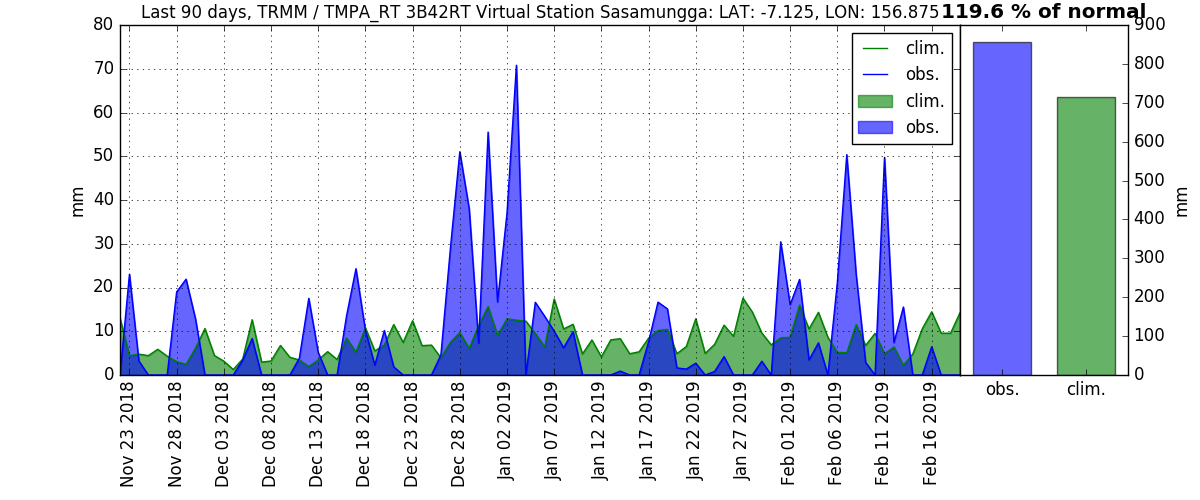 Last 90 days, TRMM / TMPA_RT 3B42RT Virtual Station Sasamungga: LAT: -7.125, LON: 156.875
119.6 % of normal
80
70
60
50
40
30
20
10
0
mm
clim.
obs.
clim.
obs.
900
800
700
600
500
400
300
200
100
0
mm
obs.
clim.
Nov 23 2018
Nov 28 2018
Dec 03 2018
Dec 08 2018
Dec 13 2018
Dec 18 2018
Dec 23 2018
Dec 28 2018
Jan 02 2019
Jan 07 2019
Jan 12 2019
Jan 17 2019
Jan 22 2019
Jan 27 2019
Feb 01 2019
Feb 06 2019
Feb 11 2019
Feb 16 2019